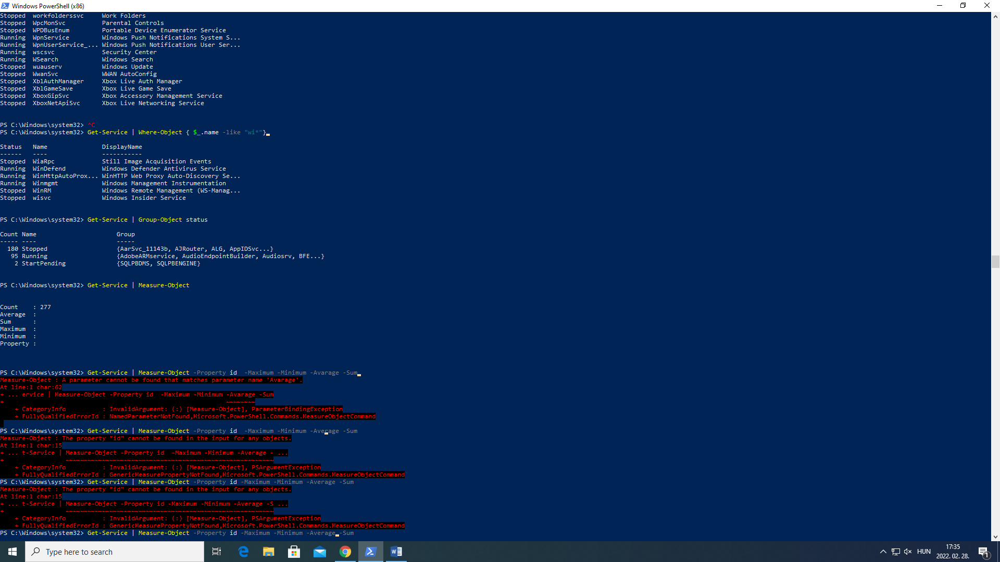 Windows PowerShell (x86)
Stopped  workfolderssvc     Work Folders
Stopped  WpcMonSvc          Parental Controls
Stopped  WPDBusEnum         Portable Device Enumerator Service
Running  WpnService         Windows Push Notifications System S...
Running  WpnUserService_... Windows Push Notifications User Ser...
Running  wscsvc             Security Center
Running  WSearch            Windows Search
Stopped  wuauserv           Windows Update
Stopped  WwanSvc            WWAN AutoConfig
Stopped  XblAuthManager     Xbox Live Auth Manager
Stopped  XblGameSave        Xbox Live Game Save
Stopped  XboxGipSvc         Xbox Accessory Management Service
Stopped  XboxNetApiSvc      Xbox Live Networking Service
PS C:\Windows\system32> ^C
PS C:\Windows\system32> Get-Service | Where-Object { $_.name -like "wi*"}
Status   Name               DisplayName
------   ----               -----------
Stopped  WiaRpc             Still Image Acquisition Events
Running  WinDefend          Windows Defender Antivirus Service
Running  WinHttpAutoProx... WinHTTP Web Proxy Auto-Discovery Se...
Running  Winmgmt            Windows Management Instrumentation
Stopped  WinRM              Windows Remote Management (WS-Manag...
Stopped  wisvc              Windows Insider Service
PS C:\Windows\system32> Get-Service | Group-Object status
Count Name                      Group
----- ----                      -----
  180 Stopped                   {AarSvc_11143b, AJRouter, ALG, AppIDSvc...}
   95 Running                   {AdobeARMservice, AudioEndpointBuilder, Audiosrv, BFE...}
    2 StartPending              {SQLPBDMS, SQLPBENGINE}
PS C:\Windows\system32> Get-Service | Measure-Object
Count    : 277
Average  :
Sum      :
Maximum  :
Minimum  :
Property :
PS C:\Windows\system32> Get-Service | Measure-Object -Property id  -Maximum -Minimum -Avarage -Sum
Measure-Object : A parameter cannot be found that matches parameter name 'Avarage'.
At line:1 char:62
+ ... ervice | Measure-Object -Property id  -Maximum -Minimum -Avarage -Sum
+                                                             ~~~~~~~~
    + CategoryInfo          : InvalidArgument: (:) [Measure-Object], ParameterBindingException
    + FullyQualifiedErrorId : NamedParameterNotFound,Microsoft.PowerShell.Commands.MeasureObjectCommand
PS C:\Windows\system32> Get-Service | Measure-Object -Property id  -Maximum -Minimum -Average -Sum
Measure-Object : The property "id" cannot be found in the input for any objects.
At line:1 char:15
+ ... t-Service | Measure-Object -Property id  -Maximum -Minimum -Average - ...
+                 ~~~~~~~~~~~~~~~~~~~~~~~~~~~~~~~~~~~~~~~~~~~~~~~~~~~~~~~~~
    + CategoryInfo          : InvalidArgument: (:) [Measure-Object], PSArgumentException
    + FullyQualifiedErrorId : GenericMeasurePropertyNotFound,Microsoft.PowerShell.Commands.MeasureObjectCommand
PS C:\Windows\system32> Get-Service | Measure-Object -Property id -Maximum -Minimum -Average -Sum
Measure-Object : The property "id" cannot be found in the input for any objects.
At line:1 char:15
+ ... t-Service | Measure-Object -Property id -Maximum -Minimum -Average -S ...
+                 ~~~~~~~~~~~~~~~~~~~~~~~~~~~~~~~~~~~~~~~~~~~~~~~~~~~~~~~~~
    + CategoryInfo          : InvalidArgument: (:) [Measure-Object], PSArgumentException
    + FullyQualifiedErrorId : GenericMeasurePropertyNotFound,Microsoft.PowerShell.Commands.MeasureObjectCommand
PS C:\Windows\system32> Get-Service | Measure-Object -Property id -Maximum -Minimum -Average -Sum
Type here to search
HUN
17:35
2022. 02. 28.
1